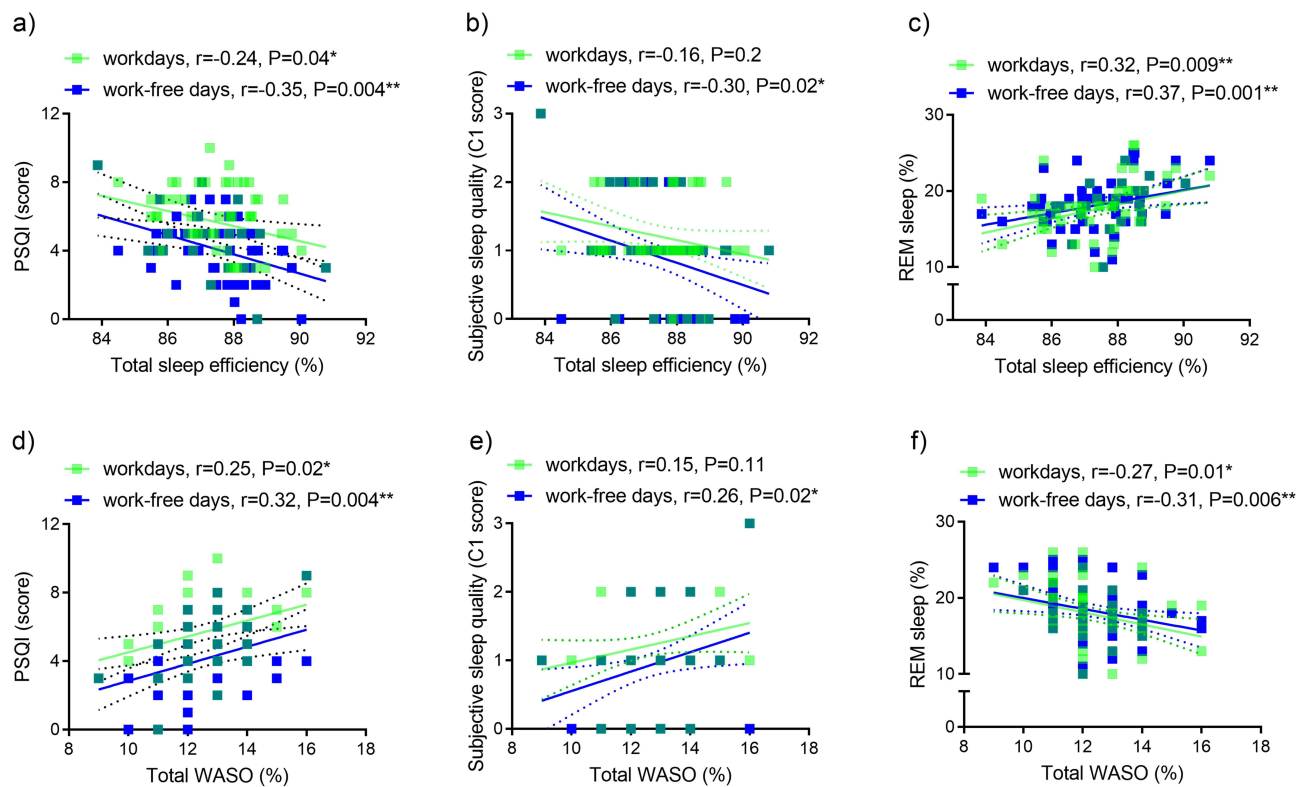 a)
workdays, r=-0.24, P=0.04*
work-free days, r=-0.35, P=0.004**
PSQI (score)
12
8
4
0
84
86
88
90
92
Total sleep efficiency (%)
b)
workdays, r=-0.16, P=0.2
work-free days, r=-0.30, P=0.02*
Subjective sleep quality (C1 score)
3
2
1
0
84
86
88
90
92
Total sleep efficiency (%)
c)
workdays, r=0.32, P=0.009**
work-free days, r=0.37, P=0.001**
REM sleep (%)
30
20
10
0
84
86
88
90
92
Total sleep efficiency (%)
d)
workdays, r=0.25, P=0.02*
work-free days, r=0.32, P=0.004**
PSQI (score)
12
8
4
0
8
10
12
14
16
18
Total WASO (%)
e)
workdays, r=0.15, P=0.11
work-free days, r=0.26, P=0.02*
Subjective sleep quality (C1 score)
3
2
1
0
8
10
12
14
16
18
Total WASO (%)
f)
workdays, r=-0.27, P=0.01*
work-free days, r=-0.31, P=0.006**
REM sleep (%)
30
20
10
0
8
10
12
14
16
18
Total WASO (%)